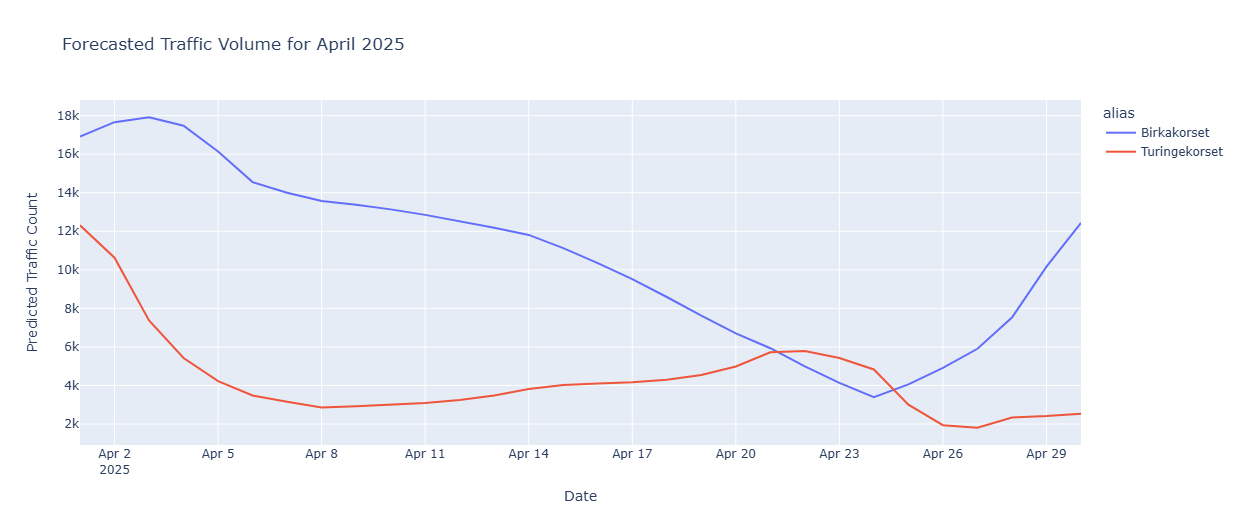 Forecasted Traffic Volume for April 2025
alias
Birkakorset
Turingekorset
Predicted Traffic Count
18k
16k
14k
12k
10k
8k
6k
4k
2k
Apr 2 Apr 5 Apr 8 Apr 11 Apr 14 Apr 17 Apr 20 Apr 23 Apr 26 Apr 29
2025
Date